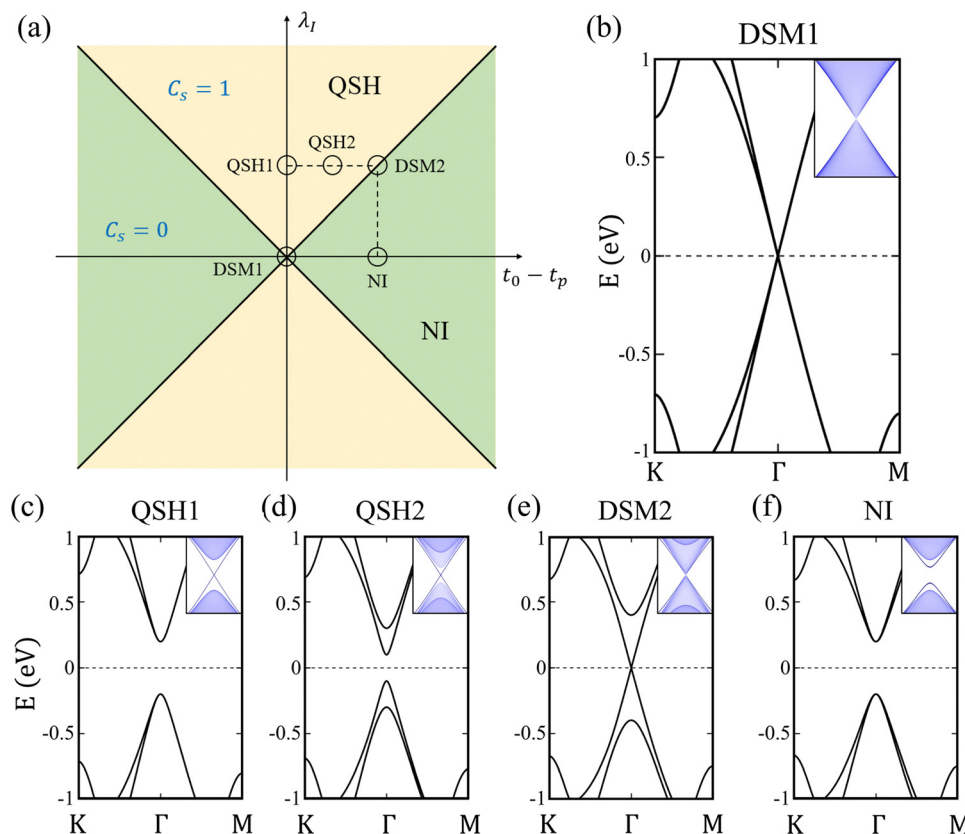 (a)
λ_I
C_s = 1
QSH
QSH1
QSH2
DSM2
C_s = 0
DSM1
NI
t_0 − t_p
NI
(b)
DSM1
E (eV)
1
0.5
0
-0.5
-1
K Γ M
(c)
QSH1
E (eV)
1
0.5
0
-0.5
-1
K Γ M
(d)
QSH2
1
0.5
0
-0.5
-1
K Γ M
(e)
DSM2
1
0.5
0
-0.5
-1
K Γ M
(f)
NI
1
0.5
0
-0.5
-1
K Γ M